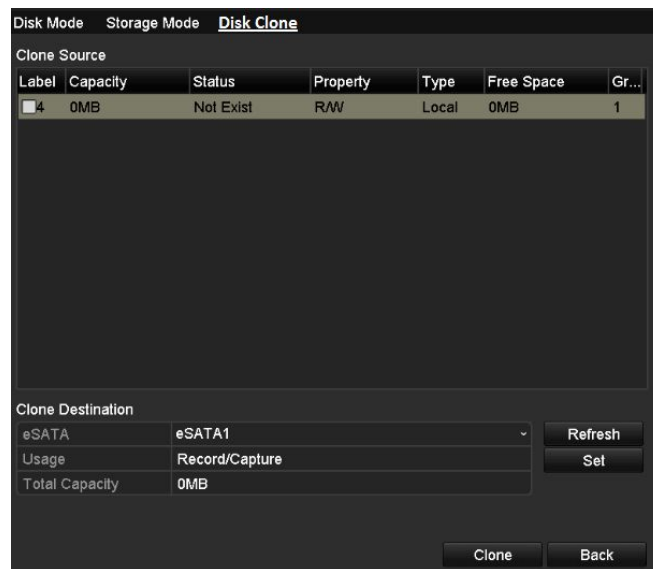 Disk Mode Storage Mode Disk Clone
Clone Source
Label Capacity Status Property Type Free Space Gr...
4 0MB Not Exist R/W Local 0MB 1
Clone Destination
eSATA eSATA1 Refresh
Usage Record/Capture Set
Total Capacity 0MB
Clone Back